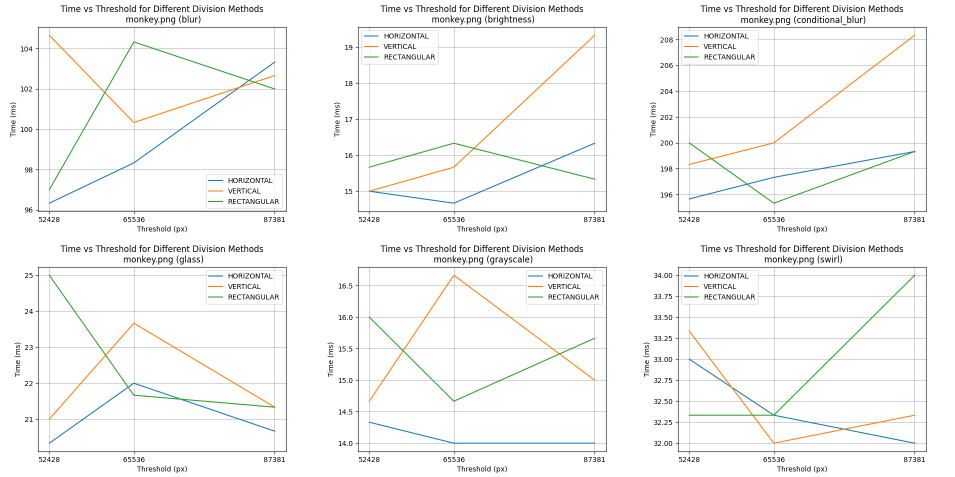 Time vs Threshold for Different Division Methods
monkey.png (blur)
Time (ms)
104
102
100
98
96
HORIZONTAL
VERTICAL
RECTANGULAR
52428
65536
87381
Threshold (px)
Time vs Threshold for Different Division Methods
monkey.png (brightness)
Time (ms)
19
18
17
16
15
HORIZONTAL
VERTICAL
RECTANGULAR
52428
65536
87381
Threshold (px)
Time vs Threshold for Different Division Methods
monkey.png (conditional_blur)
Time (ms)
208
206
204
202
200
198
196
HORIZONTAL
VERTICAL
RECTANGULAR
52428
65536
87381
Threshold (px)
Time vs Threshold for Different Division Methods
monkey.png (glass)
Time (ms)
25
24
23
22
21
HORIZONTAL
VERTICAL
RECTANGULAR
52428
65536
87381
Threshold (px)
Time vs Threshold for Different Division Methods
monkey.png (grayscale)
Time (ms)
16.5
16.0
15.5
15.0
14.5
14.0
HORIZONTAL
VERTICAL
RECTANGULAR
52428
65536
87381
Threshold (px)
Time vs Threshold for Different Division Methods
monkey.png (swirl)
Time (ms)
34.00
33.75
33.50
33.25
33.00
32.75
32.50
32.25
32.00
HORIZONTAL
VERTICAL
RECTANGULAR
52428
65536
87381
Threshold (px)